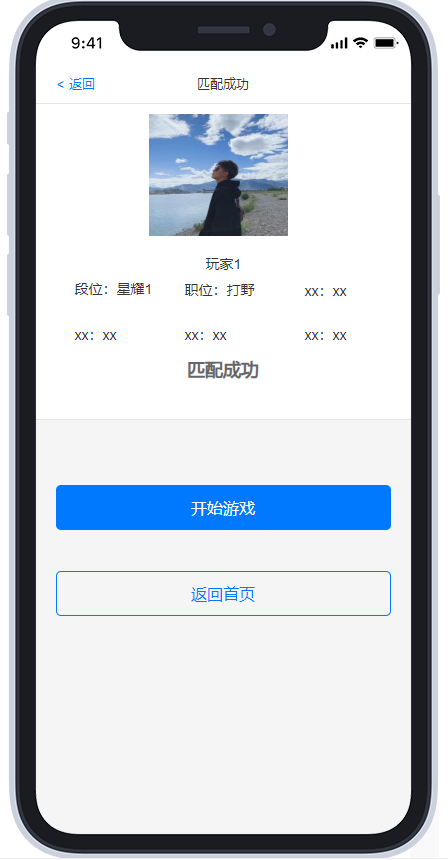 9:41
< 返回
匹配成功
玩家1
段位：星耀1 职位：打野 xx：xx
xx：xx xx：xx xx：xx
匹配成功
开始游戏
返回首页